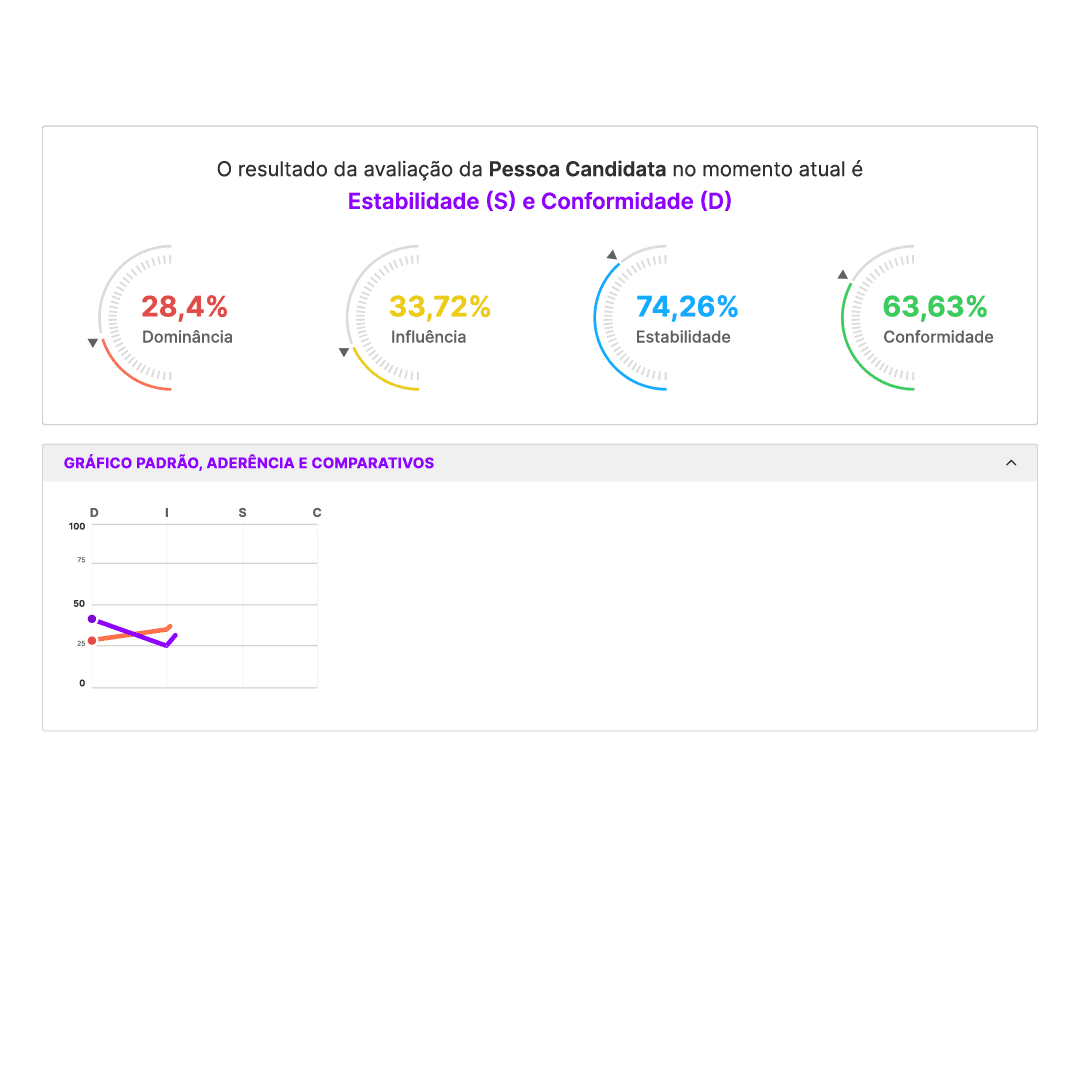 O resultado da avaliação da Pessoa Candidata no momento atual é
Estabilidade (S) e Conformidade (D)
28,4%
Dominância
33,72%
Influência
74,26%
Estabilidade
63,63%
Conformidade
GRÁFICO PADRÃO, ADERÊNCIA E COMPARATIVOS
D I S C
100
75
50
25
0